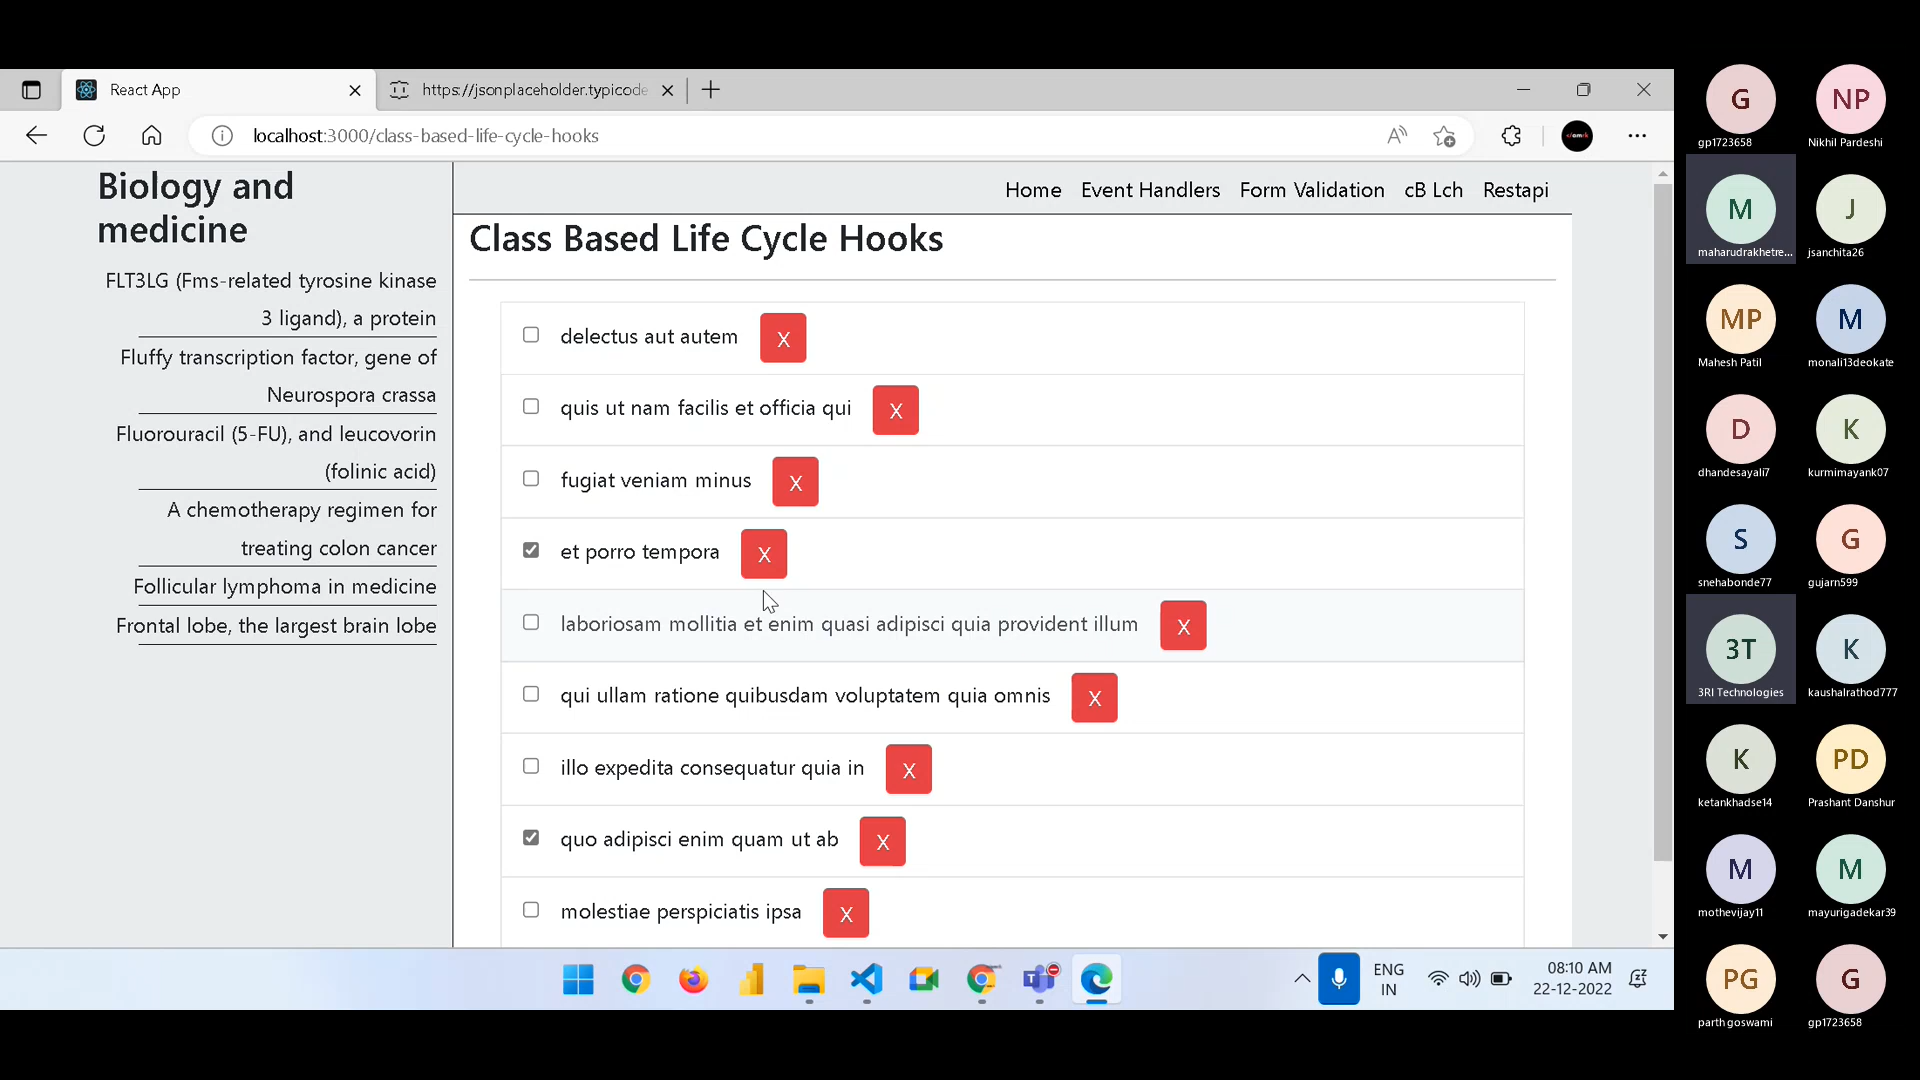 React App
https://jsonplaceholder.typicode
localhost:3000/class-based-life-cycle-hooks
Biology and
medicine
FLT3LG (Fms-related tyrosine kinase
3 ligand), a protein
Fluffy transcription factor, gene of
Neurospora crassa
Fluorouracil (5-FU), and leucovorin
(folinic acid)
A chemotherapy regimen for
treating colon cancer
Follicular lymphoma in medicine
Frontal lobe, the largest brain lobe
Home Event Handlers Form Validation cB Lch Restapi
Class Based Life Cycle Hooks
delectus aut autem X
quis ut nam facilis et officia qui X
fugiat veniam minus X
et porro tempora X
laboriosam mollitia et enim quasi adipisci quia provident illum X
qui ullam ratione quibusdam voluptatem quia omnis X
illo expedita consequatur quia in X
quo adipisci enim quam ut ab X
molestiae perspiciatis ipsa X
ENG
IN
08:10 AM
22-12-2022
G NP
gp1723658 Nikhil Pardeshi
M J
maharudrakhetre... jsanchita26
MP M
Mahesh Patil monali13deokate
D K
dhandesayali7 kurmimayank07
S G
snehabonde77 gujarn599
3T K
3RI Technologies kaushalrathod777
K PD
ketankhadse14 Prashant Danshur
M M
mothevijay11 mayurigadekar39
PG G
parth goswami gp1723658